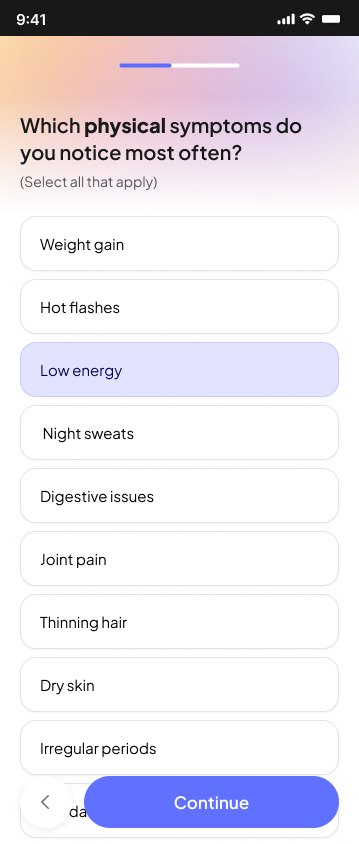 9:41
Which physical symptoms do
you notice most often?
(Select all that apply)
Weight gain
Hot flashes
Low energy
Night sweats
Digestive issues
Joint pain
Thinning hair
Dry skin
Irregular periods
Continue